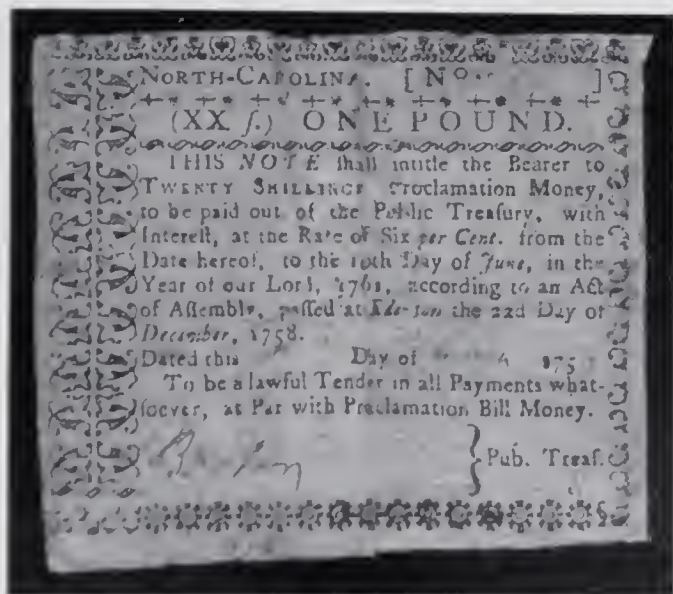 NORTH-CAROLINA. [ No. ]
(XX ſ.) ONE POUND.
THIS NOTE ſhall intitle the Bearer to
TWENTY SHILLINGS Proclamation Money,
to be paid out of the Public Treaſury, with
Intereſt, at the Rate of Six per Cent. from the
Date hereof, to the 10th Day of June, in the
Year of our Lord, 1761, according to an Act
of Aſſembly, paſſed at Edenton the 22d Day of
December, 1758.
Dated this Day of 175
To be a lawful Tender in all Payments what-
ſoever, at Par with Proclamation Bill Money.
Pub. Treaſ.